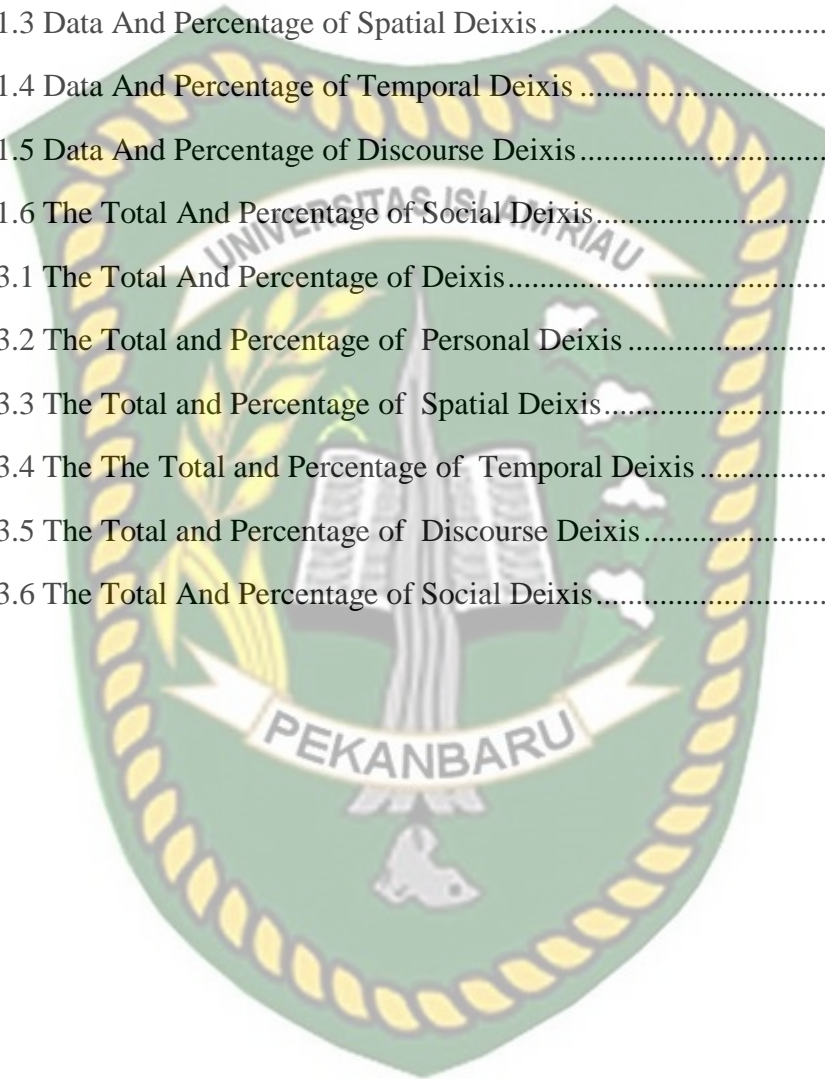 1.3 Data And Percentage of Spatial Deixis
1.4 Data And Percentage of Temporal Deixis
1.5 Data And Percentage of Discourse Deixis
1.6 The Total And Percentage of Social Deixis
UNIVERSITAS ISLAM RIAU
3.1 The Total And Percentage of Deixis
3.2 The Total and Percentage of  Personal Deixis
3.3 The Total and Percentage of  Spatial Deixis
3.4 The The Total and Percentage of  Temporal Deixis
3.5 The Total and Percentage of  Discourse Deixis
3.6 The Total And Percentage of Social Deixis
PEKANBARU